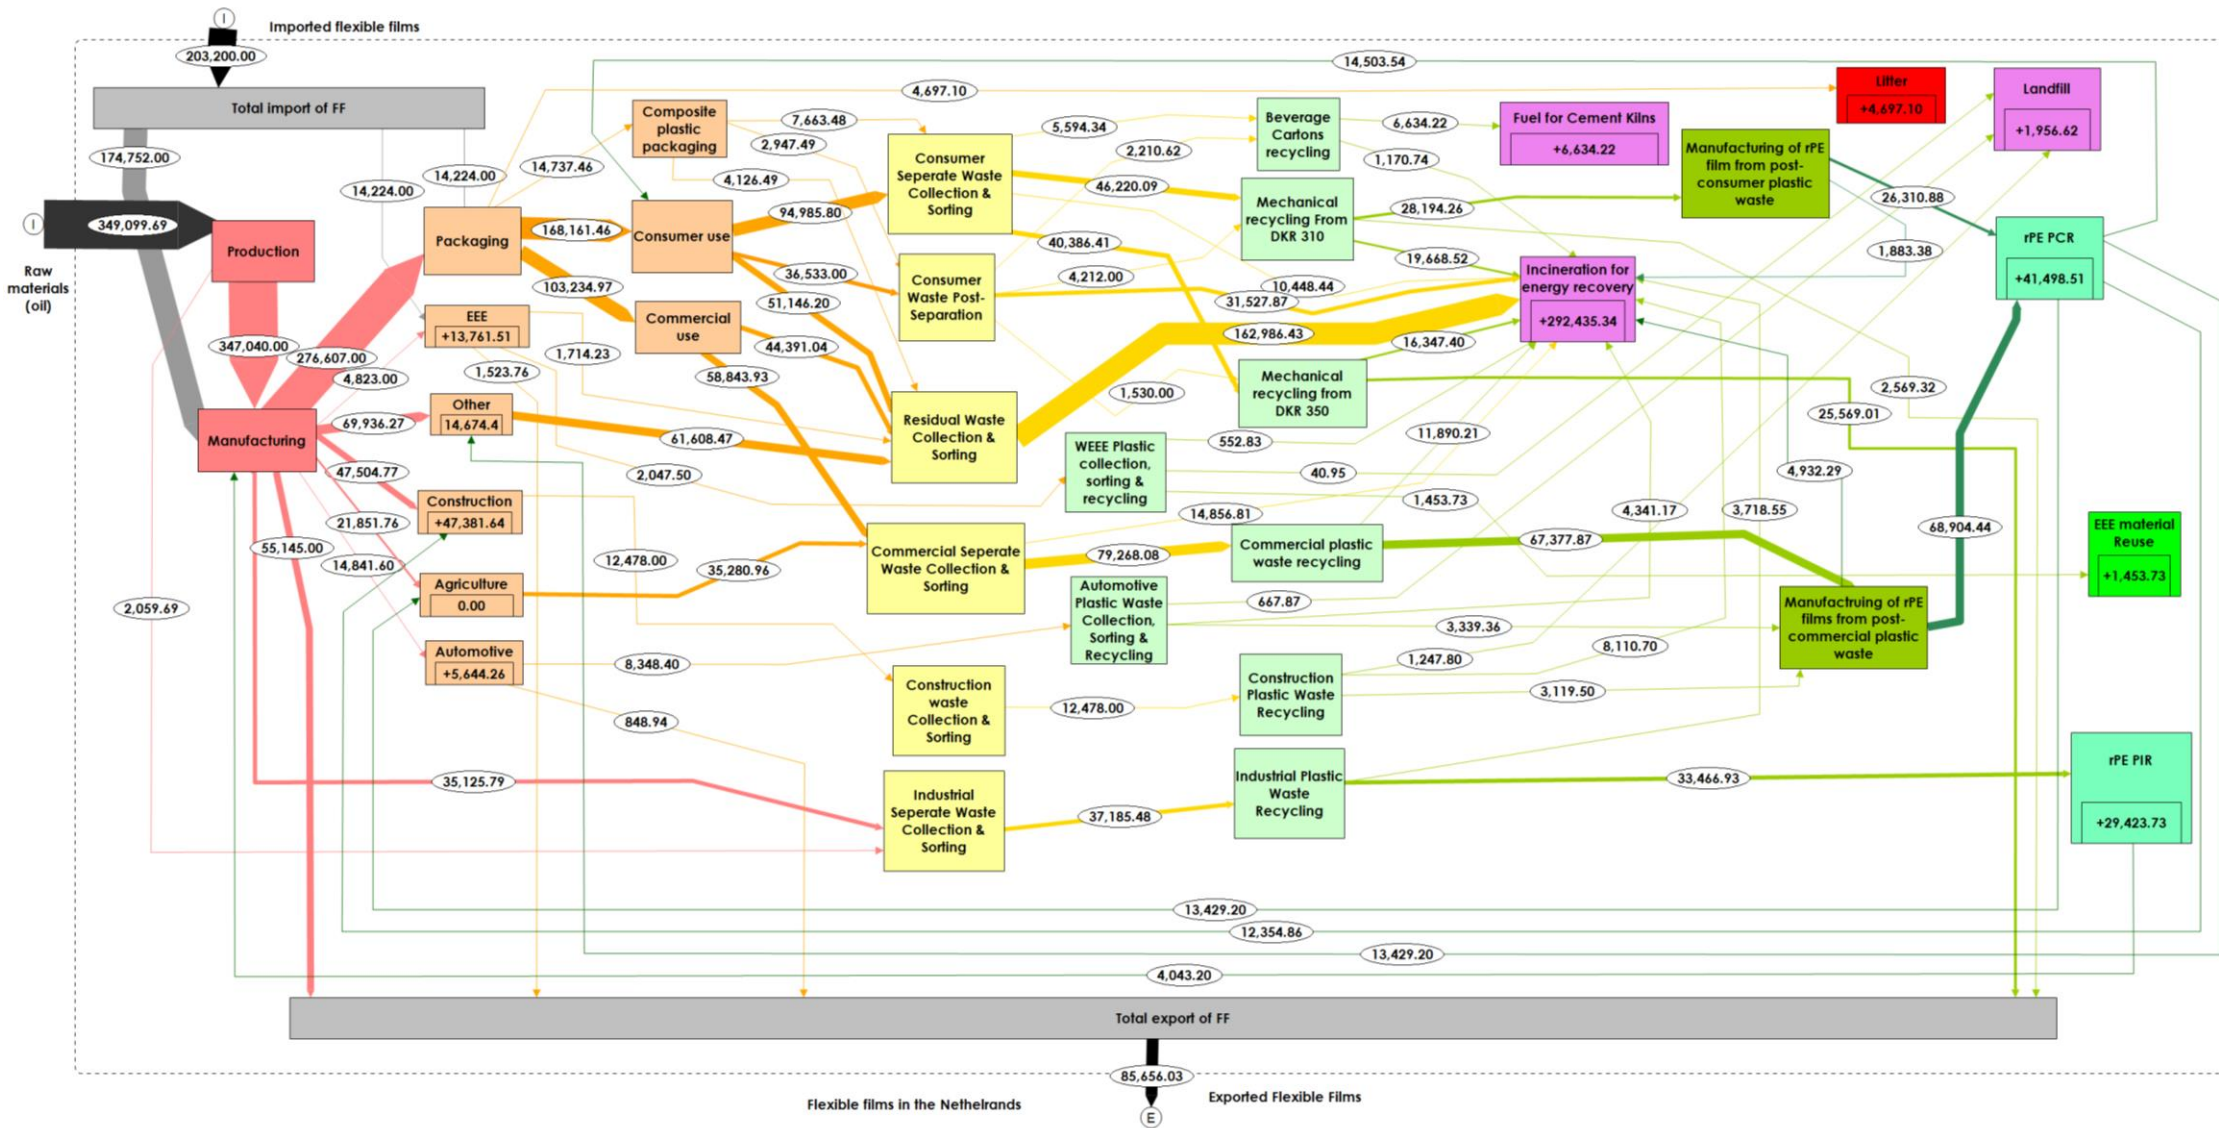 I
Imported flexible films
203,200.00
Total import of FF
174,752.00
14,224.00
14,224.00
I
349,099.69
Raw
materials
(oil)
Production
347,040.00
276,607.00
4,823.00
Manufacturing
69,936.27
47,504.77
21,851.76
14,841.60
55,145.00
2,059.69
35,125.79
Packaging
4,697.10
14,737.46
168,161.46
103,234.97
EEE
+13,761.51
1,714.23
1,523.76
2,047.50
Other
14,674.4
61,608.47
Construction
+47,381.64
12,478.00
Agriculture
0.00
35,280.96
Automotive
+5,644.26
8,348.40
848.94
Composite
plastic
packaging
7,663.48
2,947.49
4,126.49
Consumer use
94,985.80
36,533.00
51,146.20
Commercial
use
44,391.04
58,843.93
Consumer
Seperate Waste
Collection &
Sorting
5,594.34
46,220.09
40,386.41
10,448.44
Consumer
Waste Post-
Separation
2,210.62
4,212.00
31,527.87
1,530.00
Residual Waste
Collection &
Sorting
162,986.43
Commercial Seperate
Waste Collection &
Sorting
14,856.81
79,268.08
Construction
waste
Collection &
Sorting
12,478.00
Industrial
Seperate Waste
Collection &
Sorting
37,185.48
Beverage
Cartons
recycling
6,634.22
1,170.74
Mechanical
recycling From
DKR 310
28,194.26
19,668.52
2,569.32
Mechanical
recycling from
DKR 350
16,347.40
25,569.01
WEEE Plastic
collection,
sorting &
recycling
552.83
40.95
1,453.73
Commercial plastic
waste recycling
11,890.21
67,377.87
Automotive
Plastic Waste
Collection,
Sorting &
Recycling
667.87
4,341.17
3,339.36
Construction
Plastic Waste
Recycling
1,247.80
8,110.70
3,119.50
Industrial Plastic
Waste
Recycling
3,718.55
33,466.93
14,503.54
Fuel for Cement Kilns
+6,634.22
Incineration for
energy recovery
+292,435.34
Litter
+4,697.10
Landfill
+1,956.62
Manufacturing of rPE
film from post-
consumer plastic
waste
26,310.88
1,883.38
rPE PCR
+41,498.51
4,932.29
68,904.44
Manufactruing of rPE
films from post-
commercial plastic
waste
EEE material
Reuse
+1,453.73
rPE PIR
+29,423.73
13,429.20
12,354.86
13,429.20
4,043.20
Total export of FF
85,656.03
E
Flexible films in the Nethelrands
Exported Flexible Films